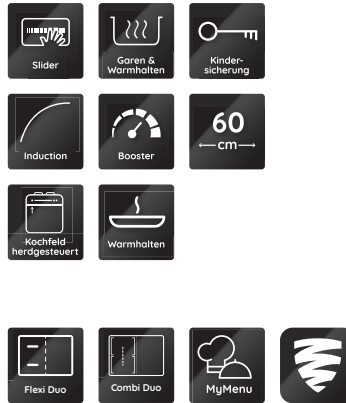 Slider
Garen &
Warmhalten
Kinder-
sicherung
Induction
Booster
60
cm
Kochfeld
herdgesteuert
Warmhalten
Flexi Duo
Combi Duo
MyMenu